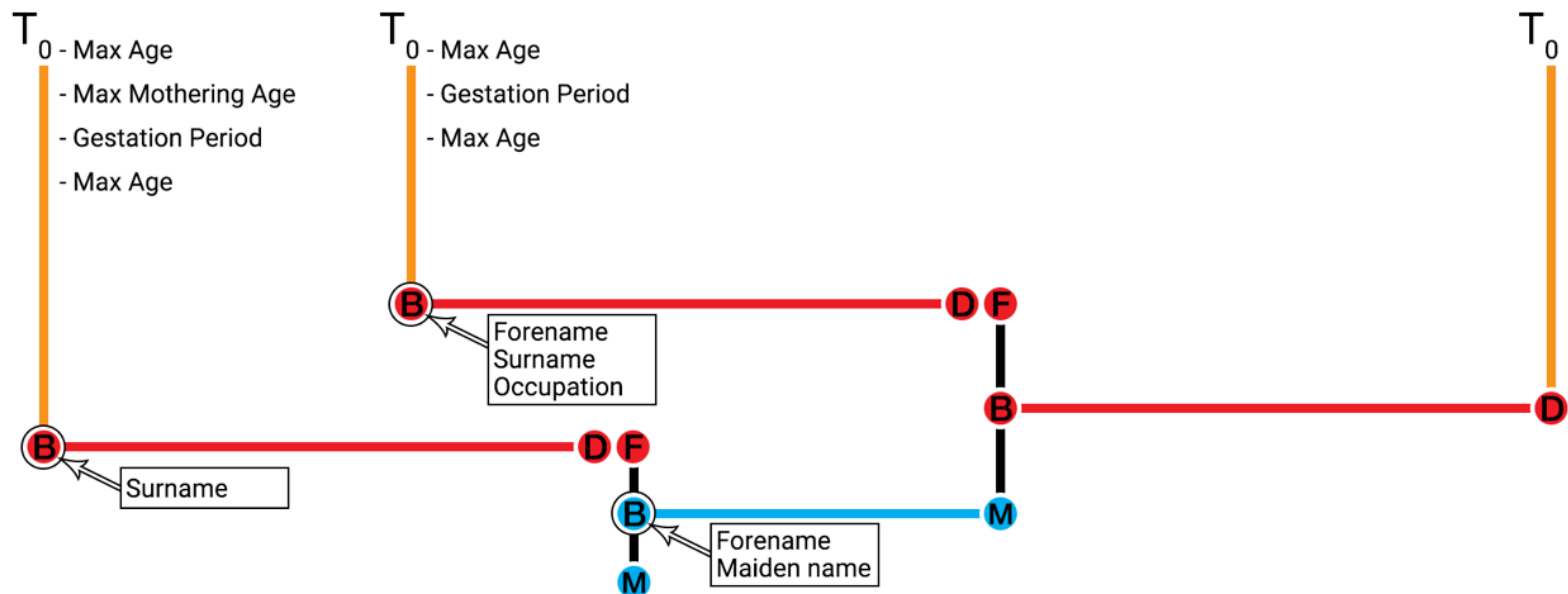 T0 - Max Age
- Max Mothering Age
- Gestation Period
- Max Age
T0 - Max Age
- Gestation Period
- Max Age
T0
B
D F
Forename
Surname
Occupation
B
D
B
D F
Surname
B
M
Forename
Maiden name
M